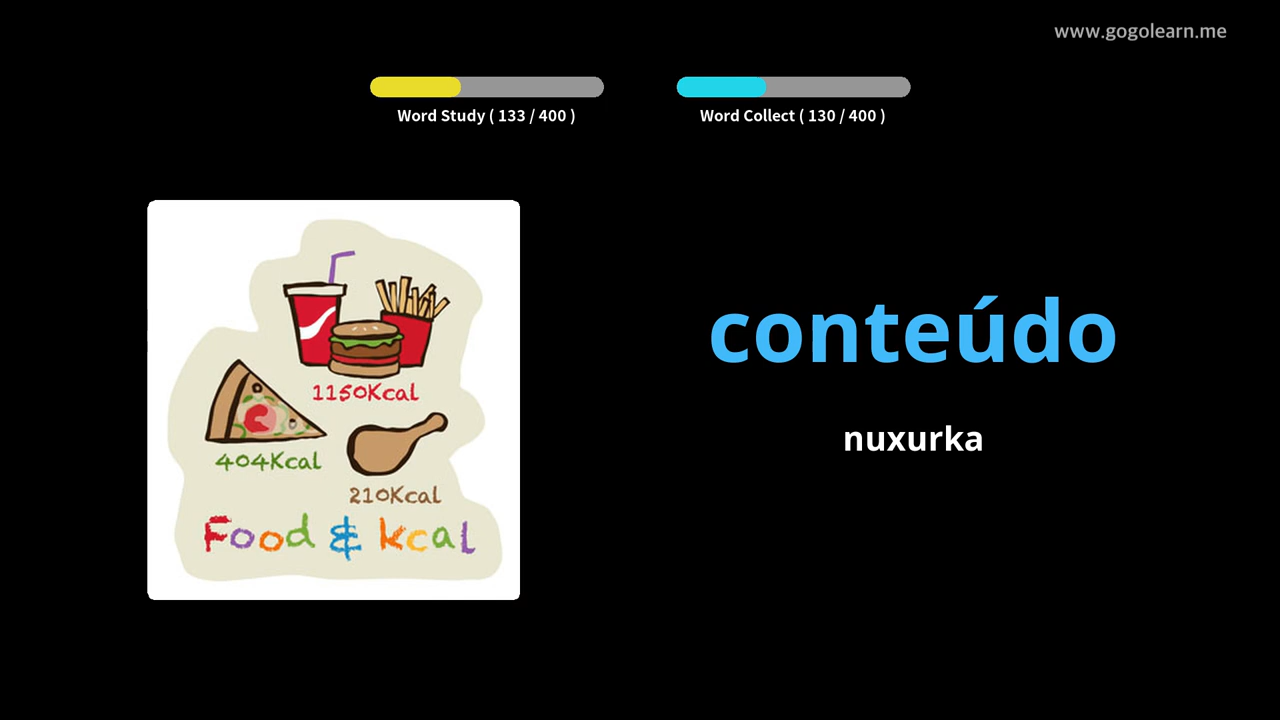 www.gogolearn.me
Word Study ( 133 / 400 )
Word Collect ( 130 / 400 )
1150Kcal
404Kcal
210Kcal
Food & kcal
conteúdo
nuxurka